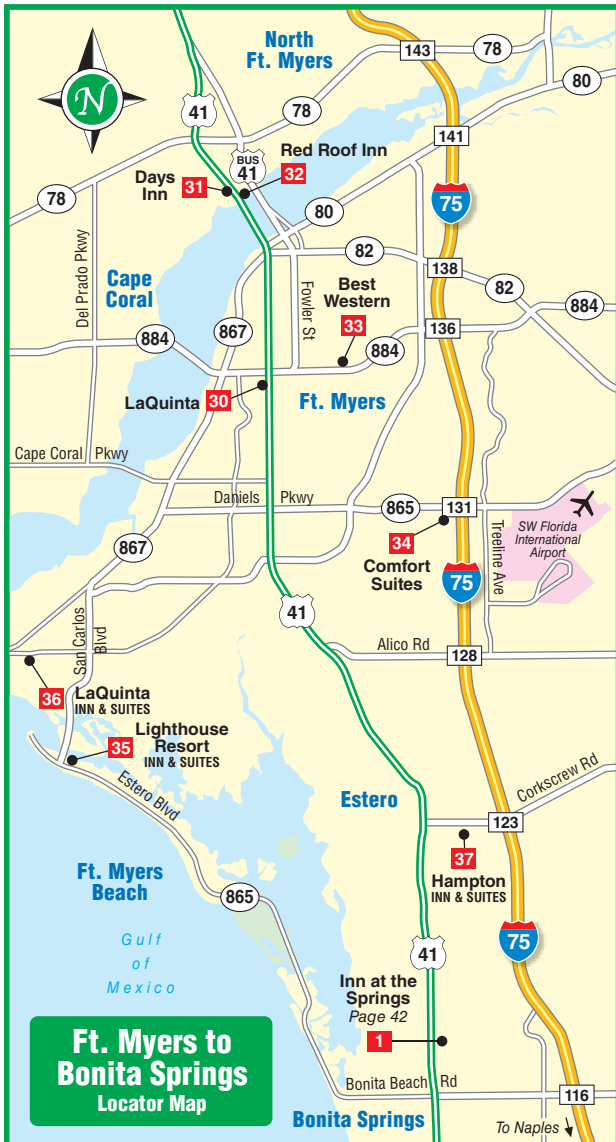 North
Ft. Myers
143
78
80
N
41
78
BUS
41
141
Red Roof Inn
32
Days
Inn
31
78
80
75
Del Prado Pkwy
Cape
Coral
82
138
82
Fowler St
Best
Western
33
884
884
867
884
136
LaQuinta
30
Ft. Myers
Cape Coral
Pkwy
Daniels
Pkwy
865
131
SW Florida
International
Airport
34
Comfort
Suites
Treeline Ave
867
75
41
San Carlos
Blvd
Alico Rd
128
36
LaQuinta
INN & SUITES
35
Lighthouse
Resort
INN & SUITES
Estero Blvd
Estero
Corkscrew Rd
123
37
Hampton
INN & SUITES
Ft. Myers
Beach
865
75
41
Gulf
of
Mexico
Inn at the
Springs
Page 42
1
Ft. Myers to
Bonita Springs
Locator Map
Bonita Beach
Rd
116
Bonita Springs
To Naples